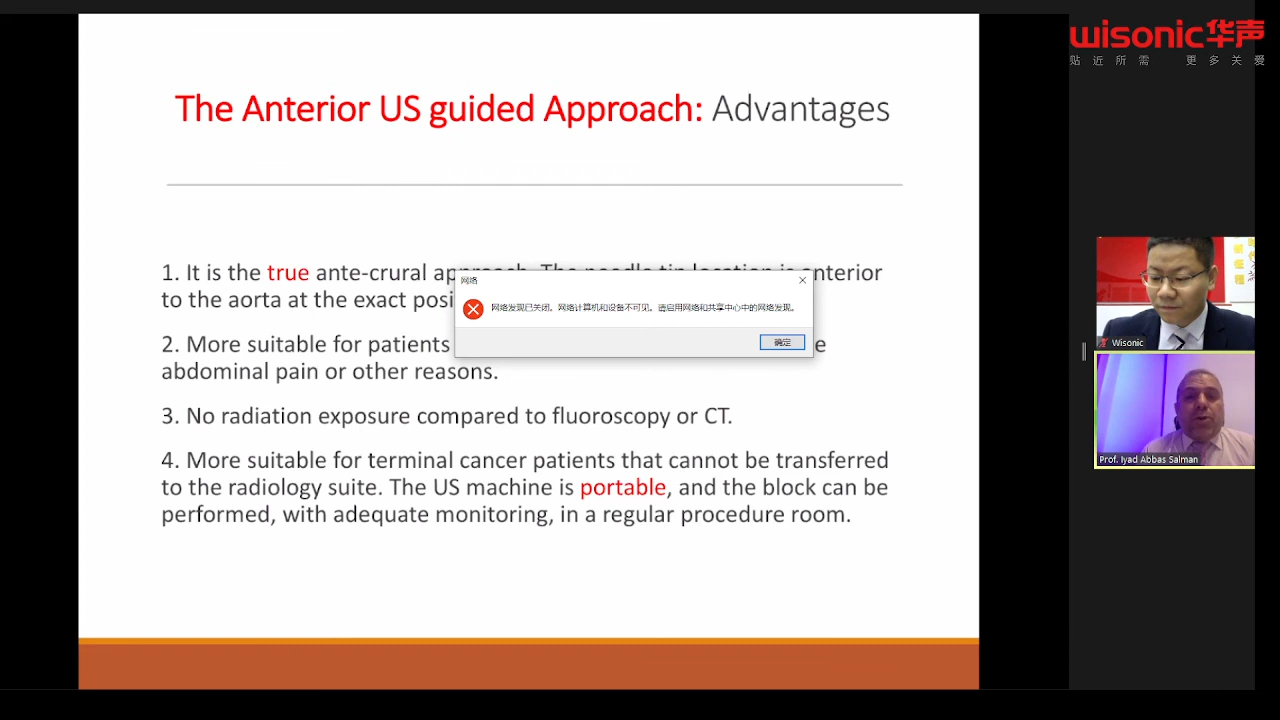 The Anterior US guided Approach: Advantages
1. It is the true ante-crural approach. The needle tip location is anterior
to the aorta at the exact posi
2. More suitable for patients e
abdominal pain or other reasons.
3. No radiation exposure compared to fluoroscopy or CT.
4. More suitable for terminal cancer patients that cannot be transferred
to the radiology suite. The US machine is portable, and the block can be
performed, with adequate monitoring, in a regular procedure room.
网络
网络发现已关闭。网络计算机和设备不可见。请启用网络和共享中心中的网络发现。
确定
wisonic华声
贴近所需 更多关爱
Wisonic
Prof. Iyad Abbas Salman